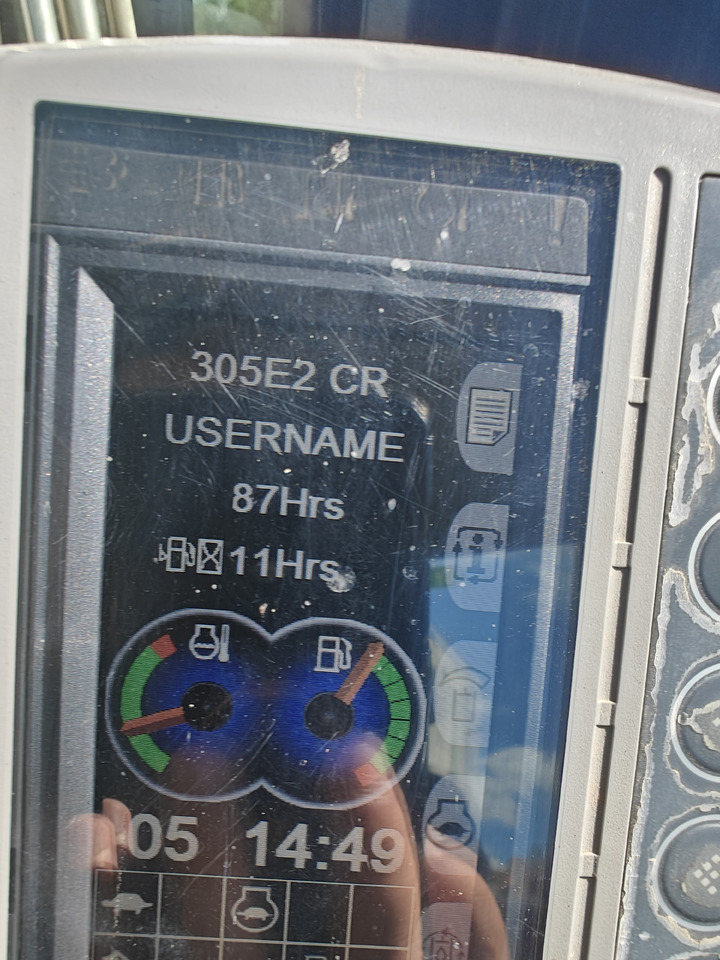 305E2 CR
USERNAME
87Hrs
11Hrs
05 14:49